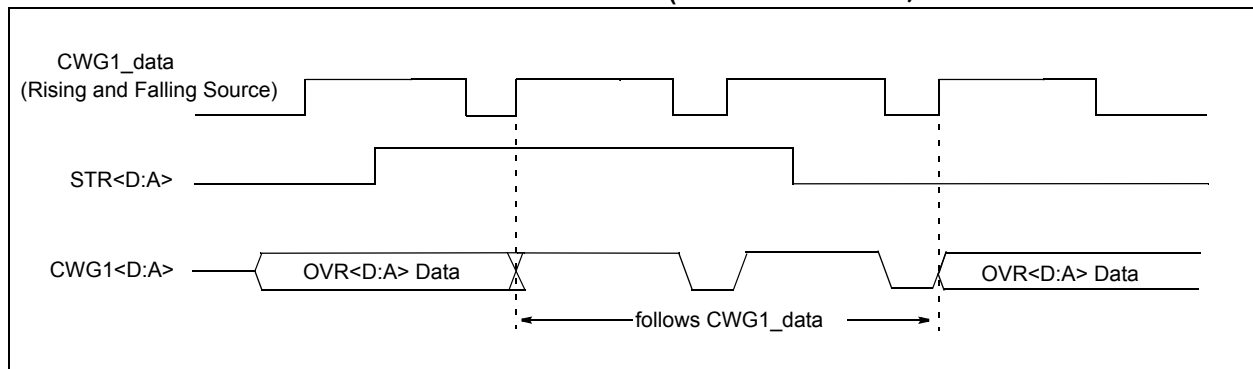 CWG1_data
(Rising and Falling Source)
STR<D:A>
CWG1<D:A>
OVR<D:A> Data
OVR<D:A> Data
follows CWG1_data